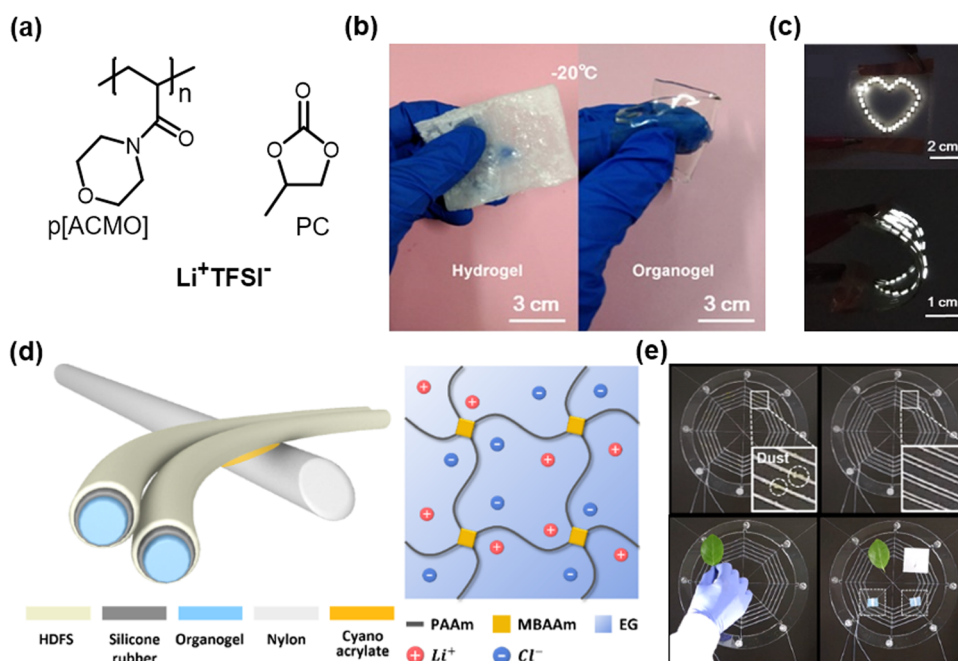 (a)
n
O
N
O
p[ACMO]
O
O
O
PC
Li⁺TFSI⁻
(b)
-20℃
Hydrogel
3 cm
Organogel
3 cm
(c)
2 cm
1 cm
(d)
HDFS
Silicone
rubber
Organogel
Nylon
Cyano
acrylate
PAAm
MBAAm
EG
Li⁺
Cl⁻
(e)
Dust